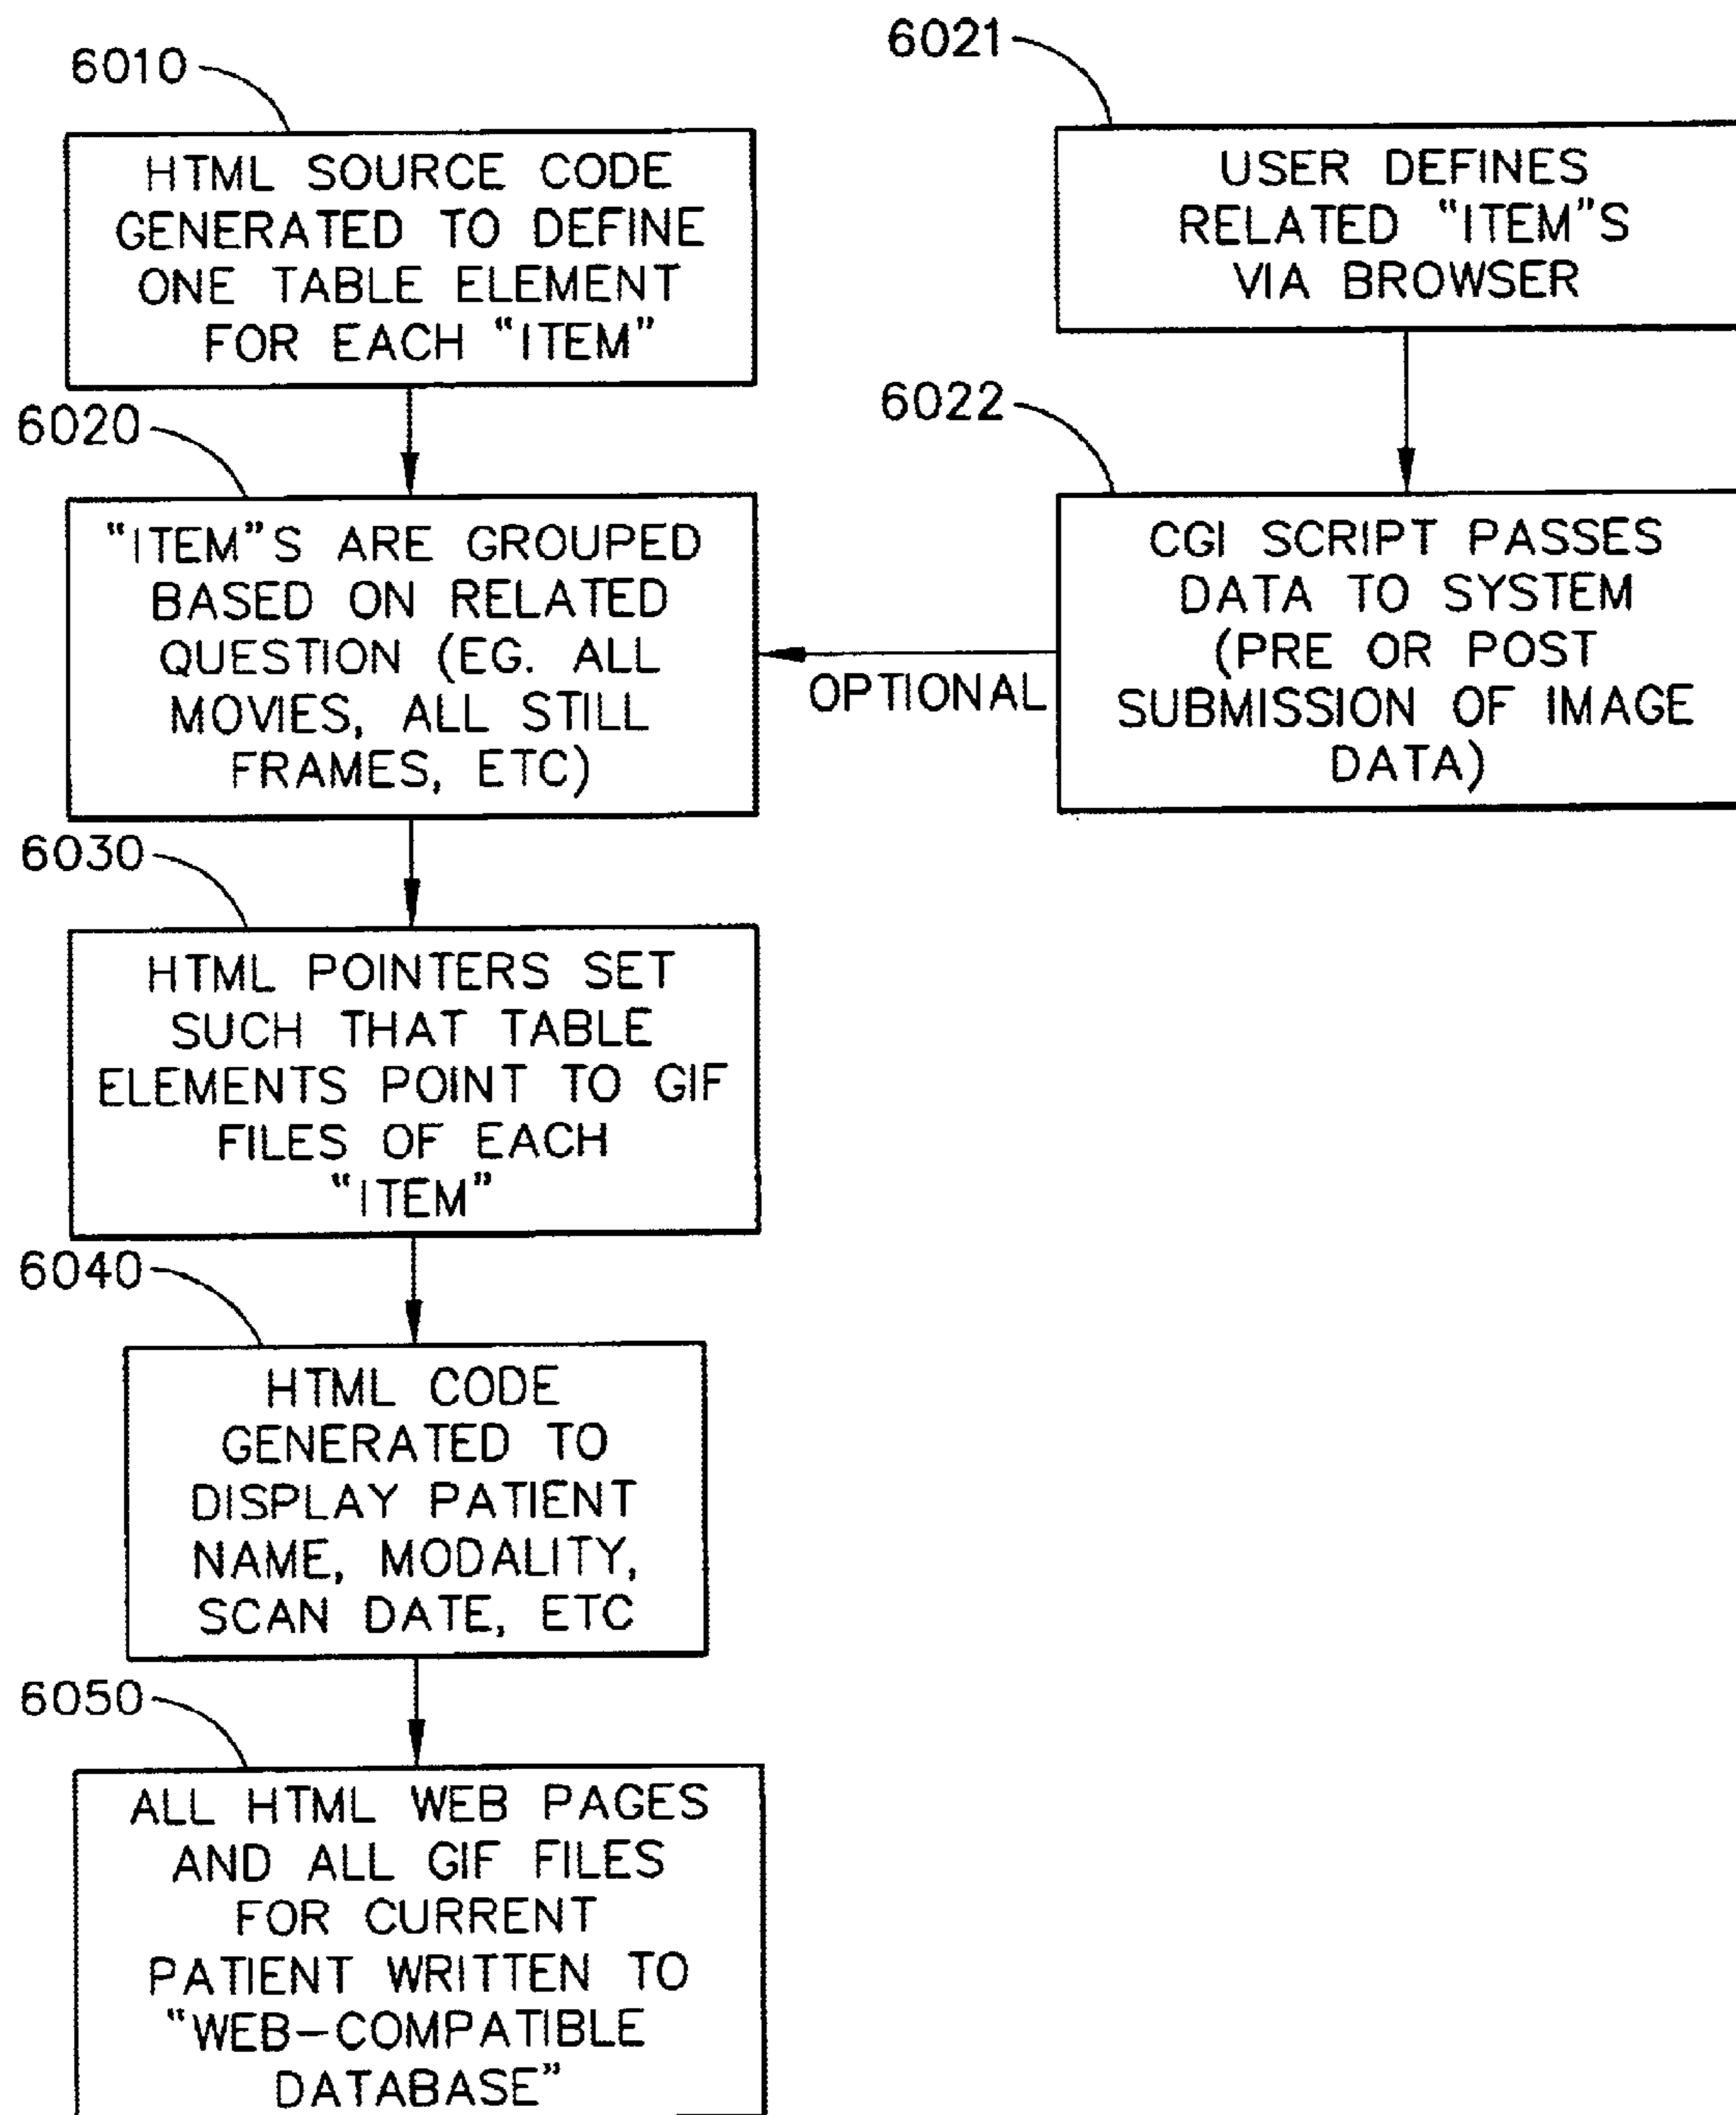 6010
HTML SOURCE CODE
GENERATED TO DEFINE
ONE TABLE ELEMENT
FOR EACH "ITEM"
6020
"ITEM"S ARE GROUPED
BASED ON RELATED
QUESTION (EG. ALL
MOVIES, ALL STILL
FRAMES, ETC)
6021
USER DEFINES
RELATED "ITEM"S
VIA BROWSER
6022
CGI SCRIPT PASSES
DATA TO SYSTEM
(PRE OR POST
SUBMISSION OF IMAGE
DATA)
OPTIONAL
6030
HTML POINTERS SET
SUCH THAT TABLE
ELEMENTS POINT TO GIF
FILES OF EACH
"ITEM"
6040
HTML CODE
GENERATED TO
DISPLAY PATIENT
NAME, MODALITY,
SCAN DATE, ETC
6050
ALL HTML WEB PAGES
AND ALL GIF FILES
FOR CURRENT
PATIENT WRITTEN TO
"WEB-COMPATIBLE
DATABASE"